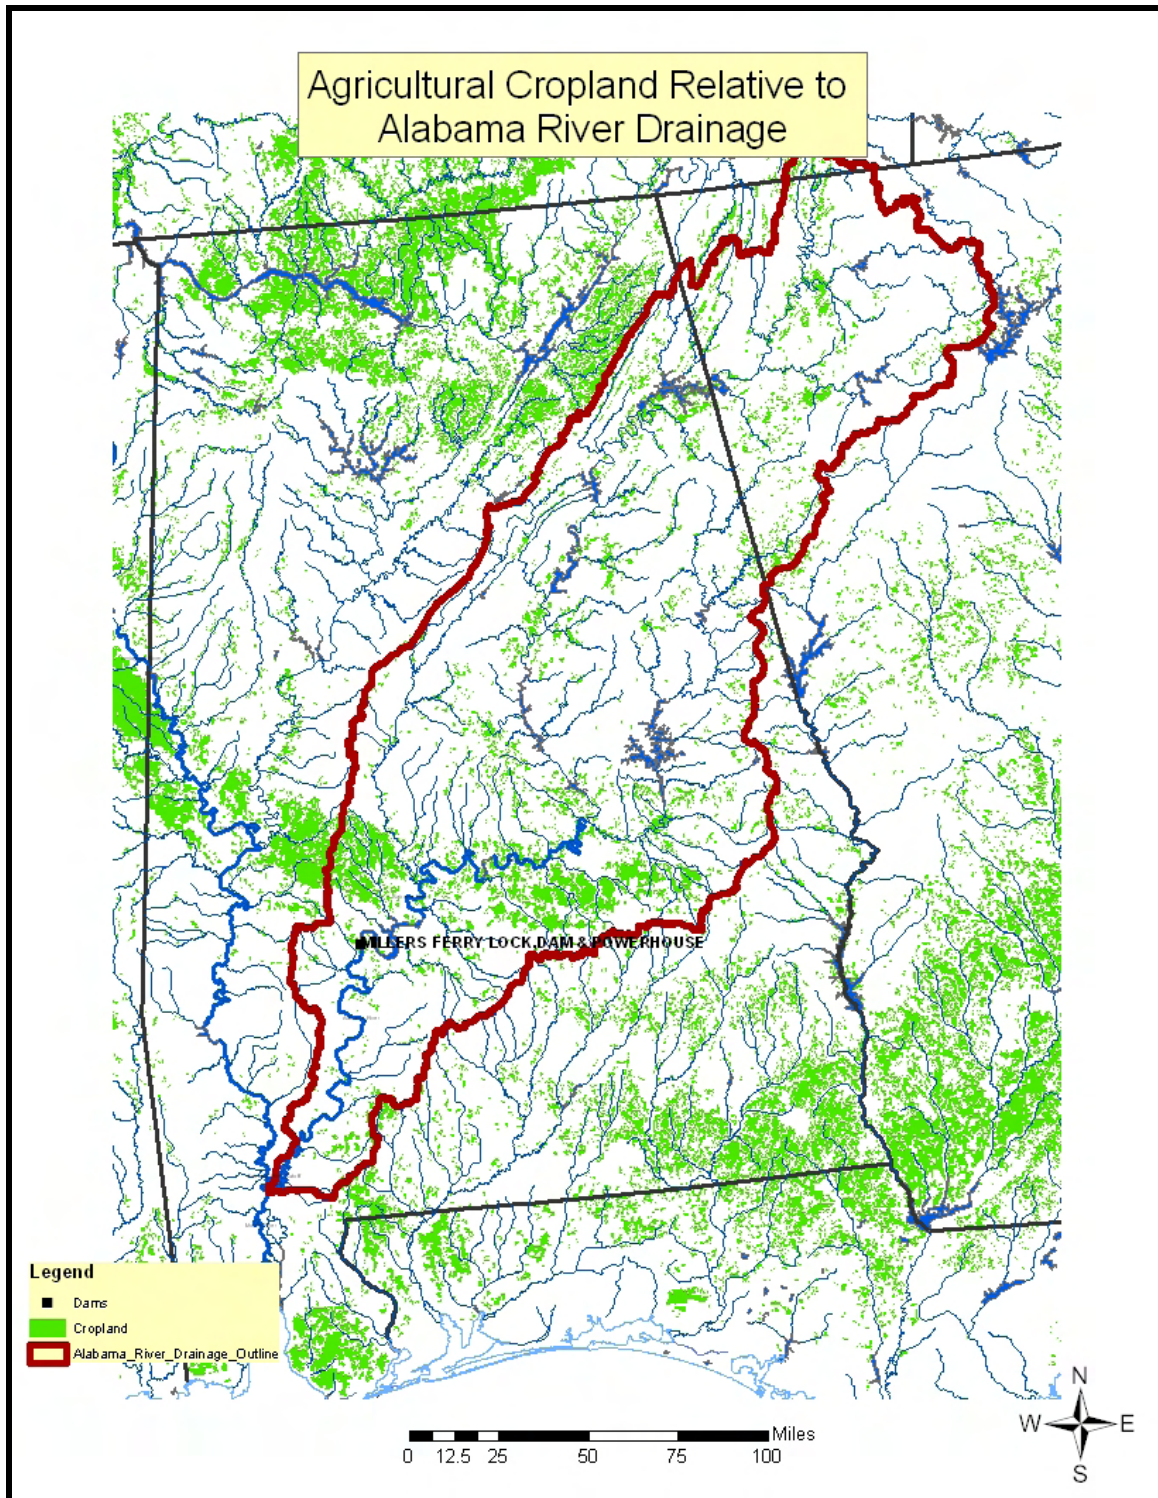 Agricultural Cropland Relative to
Alabama River Drainage
MILLERS FERRY LOCK,DAM & POWERHOUSE
Legend
Dams
Cropland
Alabama_River_Drainage_Outline
N
W E
S
Miles
0 12.5 25 50 75 100